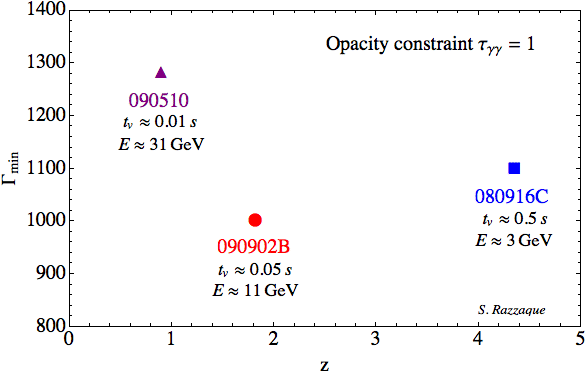 1400
Opacity constraint τγγ = 1
1300
090510
1200
tᵥ ≈ 0.01 s
E ≈ 31 GeV
Γmin
1100
080916C
tᵥ ≈ 0.5 s
E ≈ 3 GeV
1000
090902B
tᵥ ≈ 0.05 s
E ≈ 11 GeV
900
S. Razzaque
800
0 1 2 3 4 5
z